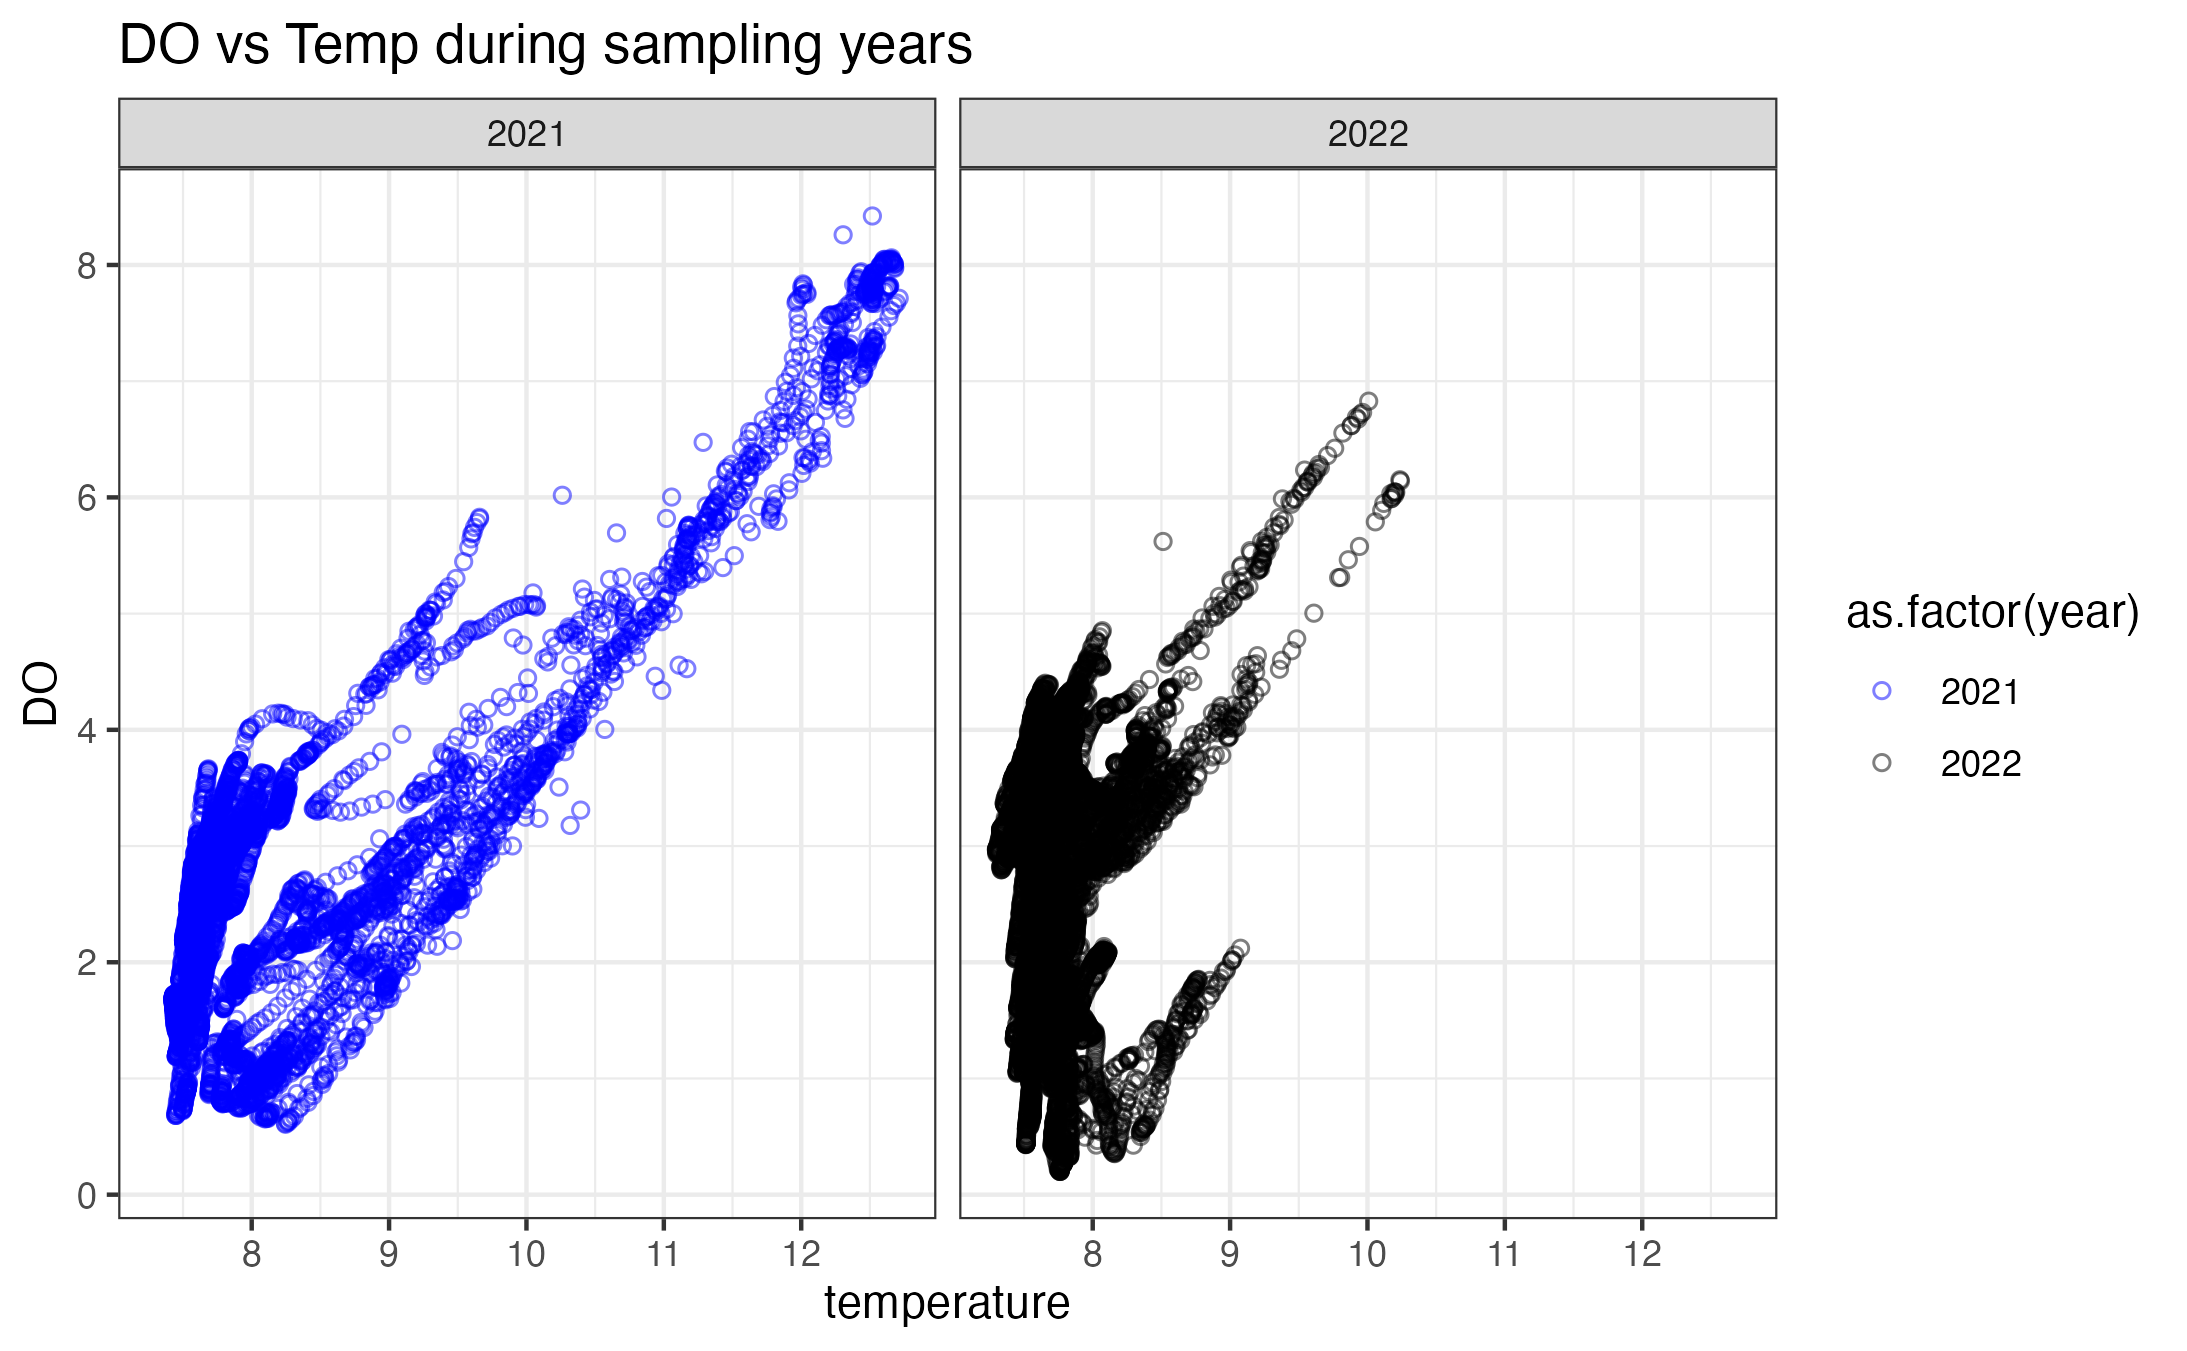 DO vs Temp during sampling years
2021
2022
DO
8
6
4
2
0
8 9 10 11 12
8 9 10 11 12
temperature
as.factor(year)
2021
2022